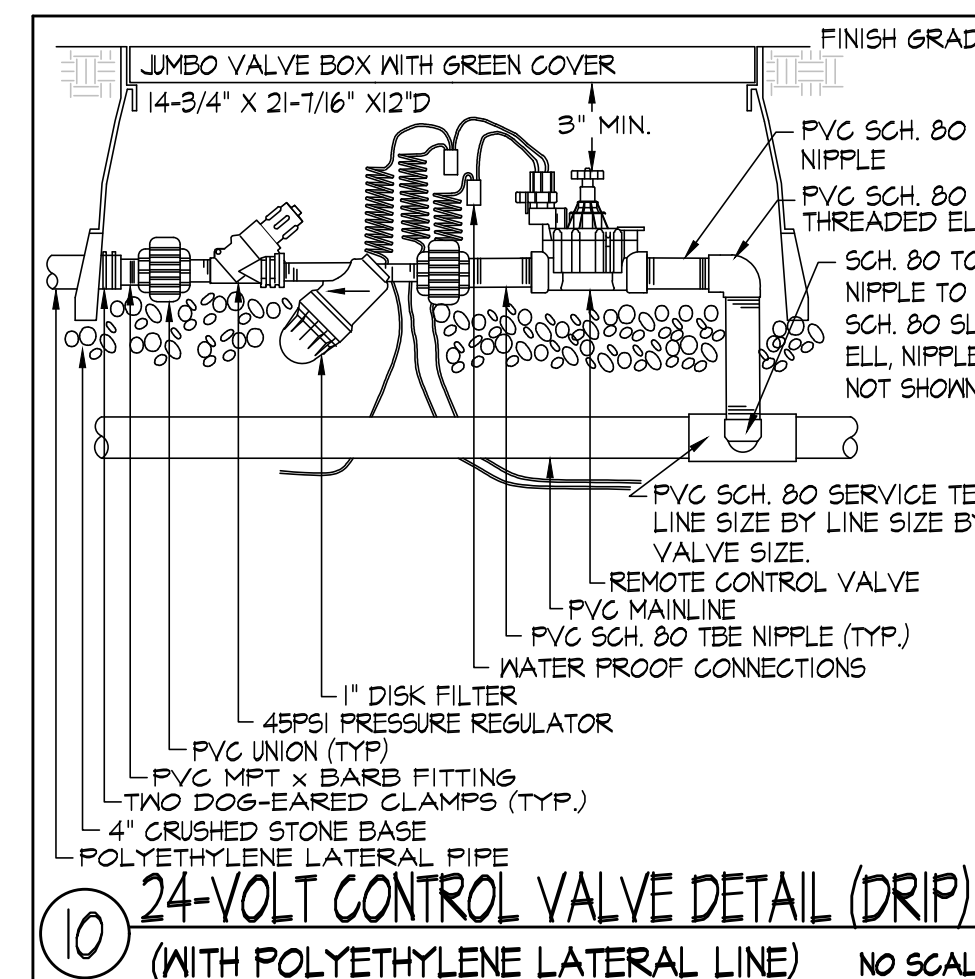 FINISH GRAD
JUMBO VALVE BOX WITH GREEN COVER
14-3/4" X 21-7/16" X12"D
3" MIN.
PVC SCH. 80
NIPPLE
PVC SCH. 80
THREADED EL
SCH. 80 TO
NIPPLE TO
SCH. 80 SL
ELL, NIPPLE
NOT SHOWN
PVC SCH. 80 SERVICE TE
LINE SIZE BY LINE SIZE BY
VALVE SIZE.
REMOTE CONTROL VALVE
PVC MAINLINE
PVC SCH. 80 TBE NIPPLE (TYP.)
WATER PROOF CONNECTIONS
1" DISK FILTER
45PSI PRESSURE REGULATOR
PVC UNION (TYP)
PVC MPT x BARB FITTING
TWO DOG-EARED CLAMPS (TYP.)
4" CRUSHED STONE BASE
POLYETHYLENE LATERAL PIPE
10 24-VOLT CONTROL VALVE DETAIL (DRIP)
(WITH POLYETHYLENE LATERAL LINE) NO SCAL